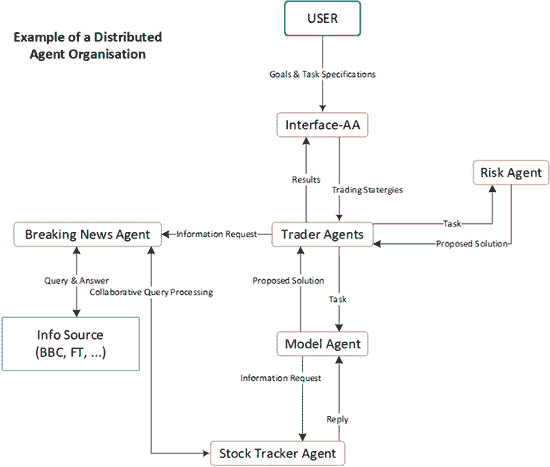 Example of a Distributed
Agent Organisation
USER
Goals & Task Specifications
Interface-AA
Results
Trading Statergies
Risk Agent
Task
Breaking News Agent
Information Request
Trader Agents
Proposed Solution
Query & Answer
Collaborative Query Processing
Proposed Solution
Task
Info Source
(BBC, FT, ...)
Model Agent
Information Request
Reply
Stock Tracker Agent